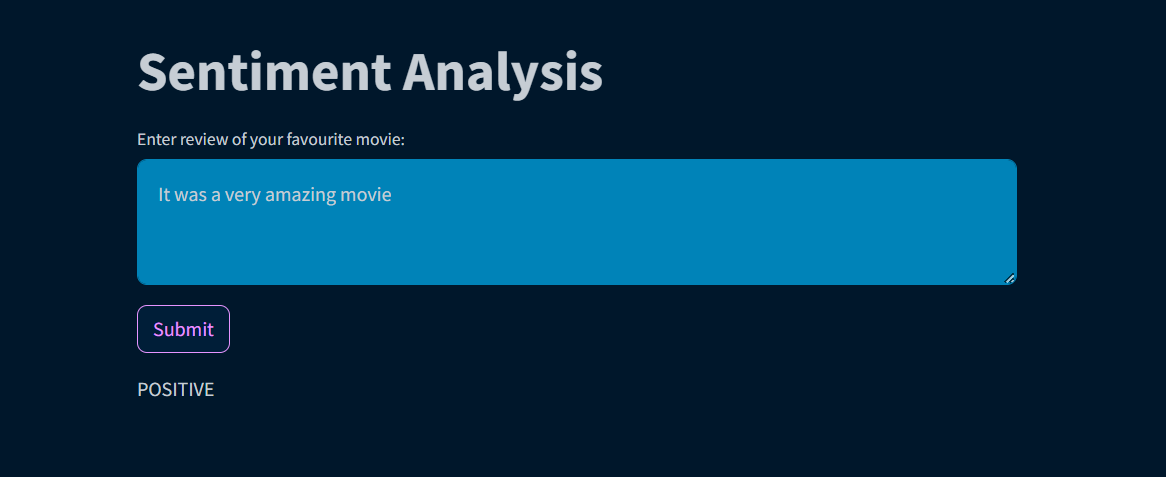 Sentiment Analysis
Enter review of your favourite movie:
It was a very amazing movie
Submit
POSITIVE